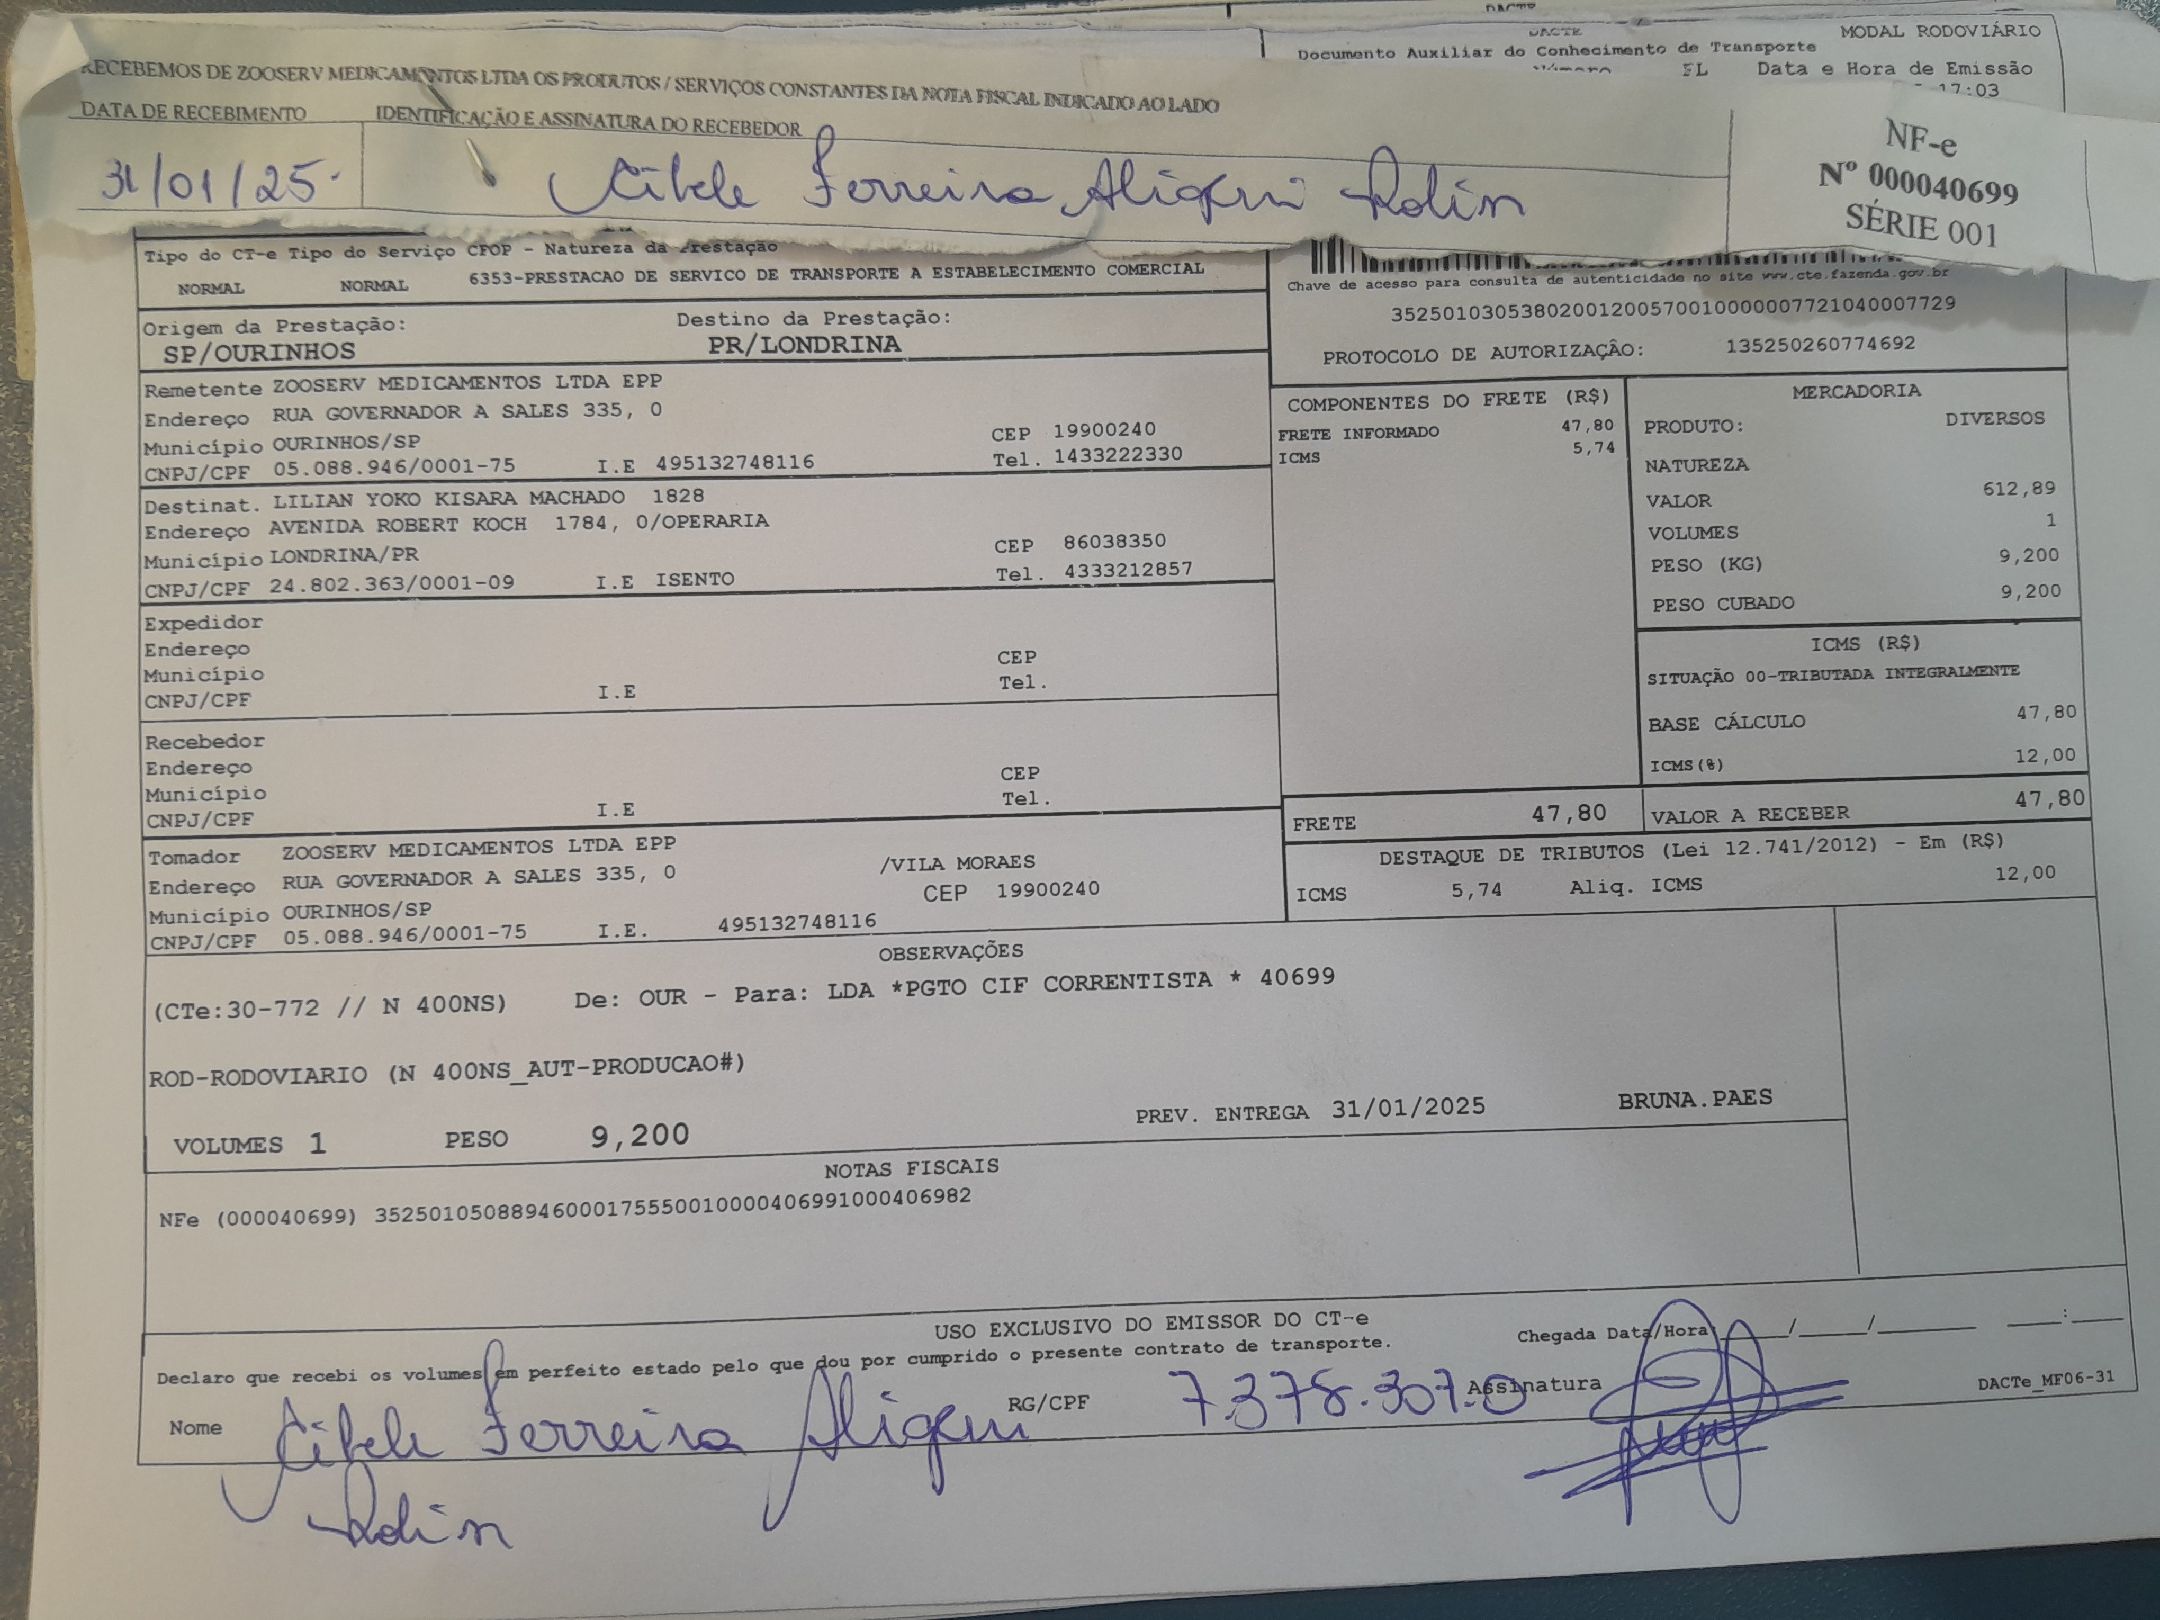 DACTE
DACTE
MODAL RODOVIÁRIO
Documento Auxiliar do Conhecimento de Transporte
Número FL Data e Hora de Emissão
17:03
RECEBEMOS DE ZOOSERV MEDICAMENTOS LTDA OS PRODUTOS / SERVIÇOS CONSTANTES DA NOTA FISCAL INDICADO AO LADO
DATA DE RECEBIMENTO IDENTIFICAÇÃO E ASSINATURA DO RECEBEDOR
31/01/25 Cibele Ferreira Aligeri Rolin
NF-e
Nº 000040699
SÉRIE 001
Tipo do CT-e Tipo do Serviço CFOP - Natureza da Prestação
NORMAL NORMAL 6353-PRESTACAO DE SERVICO DE TRANSPORTE A ESTABELECIMENTO COMERCIAL
Chave de acesso para consulta de autenticidade no site www.cte.fazenda.gov.br
35250103053802001200570010000007721040007729
PROTOCOLO DE AUTORIZAÇÃO: 135250260774692
Origem da Prestação: Destino da Prestação:
SP/OURINHOS PR/LONDRINA
Remetente ZOOSERV MEDICAMENTOS LTDA EPP
Endereço RUA GOVERNADOR A SALES 335, 0
Município OURINHOS/SP CEP 19900240
CNPJ/CPF 05.088.946/0001-75 I.E 495132748116 Tel. 1433222330
Destinat. LILIAN YOKO KISARA MACHADO 1828
Endereço AVENIDA ROBERT KOCH 1784, 0/OPERARIA
Município LONDRINA/PR CEP 86038350
CNPJ/CPF 24.802.363/0001-09 I.E ISENTO Tel. 4333212857
Expedidor
Endereço
Município CEP
CNPJ/CPF I.E Tel.
Recebedor
Endereço
Município CEP
CNPJ/CPF I.E Tel.
Tomador ZOOSERV MEDICAMENTOS LTDA EPP
Endereço RUA GOVERNADOR A SALES 335, 0 /VILA MORAES
Município OURINHOS/SP CEP 19900240
CNPJ/CPF 05.088.946/0001-75 I.E. 495132748116
COMPONENTES DO FRETE (R$)
FRETE INFORMADO 47,80
ICMS 5,74
MERCADORIA
PRODUTO: DIVERSOS
NATUREZA
VALOR 612,89
VOLUMES 1
PESO (KG) 9,200
PESO CUBADO 9,200
ICMS (R$)
SITUAÇÃO 00-TRIBUTADA INTEGRALMENTE
BASE CÁLCULO 47,80
ICMS(%) 12,00
FRETE 47,80 VALOR A RECEBER 47,80
DESTAQUE DE TRIBUTOS (Lei 12.741/2012) - Em (R$)
ICMS 5,74 Aliq. ICMS 12,00
OBSERVAÇÕES
(CTe:30-772 // N 400NS) De: OUR - Para: LDA *PGTO CIF CORRENTISTA * 40699
ROD-RODOVIARIO (N 400NS_AUT-PRODUCAO#)
VOLUMES 1 PESO 9,200 PREV. ENTREGA 31/01/2025 BRUNA.PAES
NOTAS FISCAIS
NFe (000040699) 35250105088946000175550010000406991000406982
USO EXCLUSIVO DO EMISSOR DO CT-e
Declaro que recebi os volumes em perfeito estado pelo que dou por cumprido o presente contrato de transporte.
Chegada Data/Hora: ____/____/______ ____:____
Nome Cibele Ferreira Aligeri RG/CPF 7.378.307.0 Assinatura
Rolin
DACTe_MF06-31